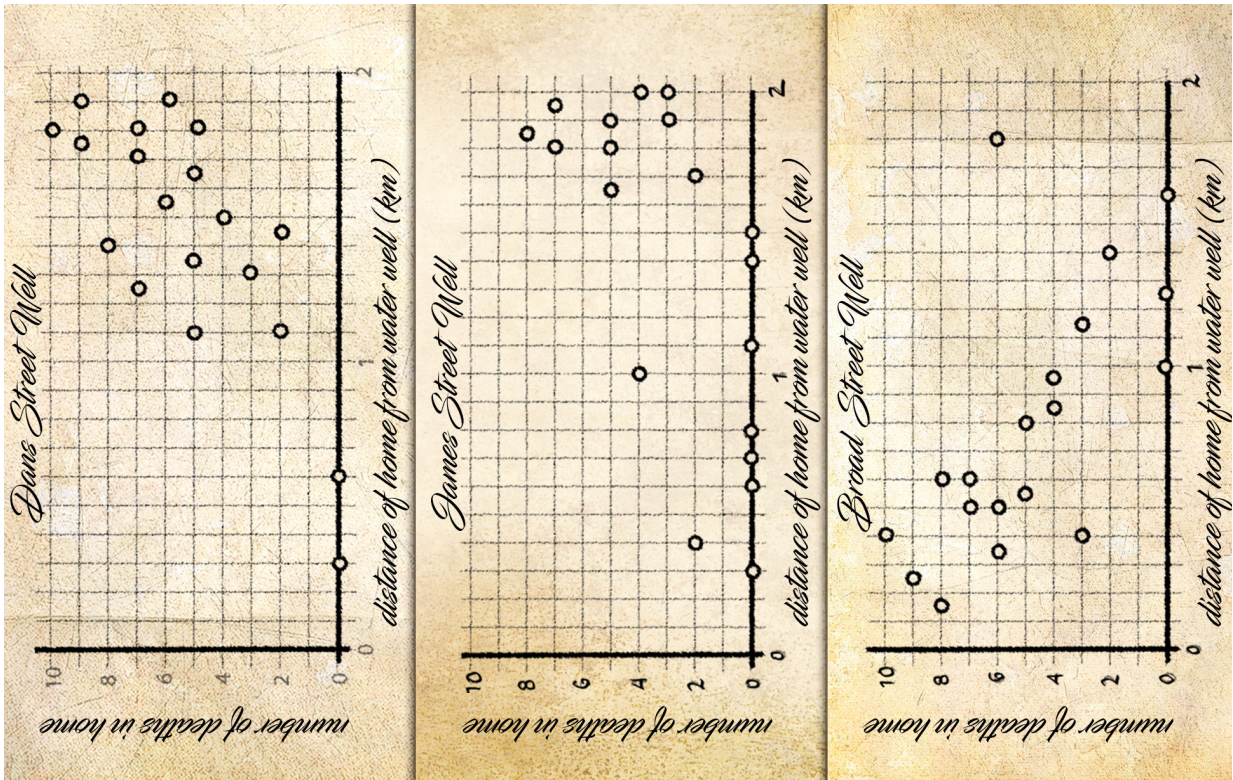 Dans Street Well
number of deaths in home
10
8
6
4
2
0
0 1 2
distance of home from water well (km)
James Street Well
number of deaths in home
10
8
6
4
2
0
0 1 2
distance of home from water well (km)
Broad Street Well
number of deaths in home
10
8
6
4
2
0
0 1 2
distance of home from water well (km)